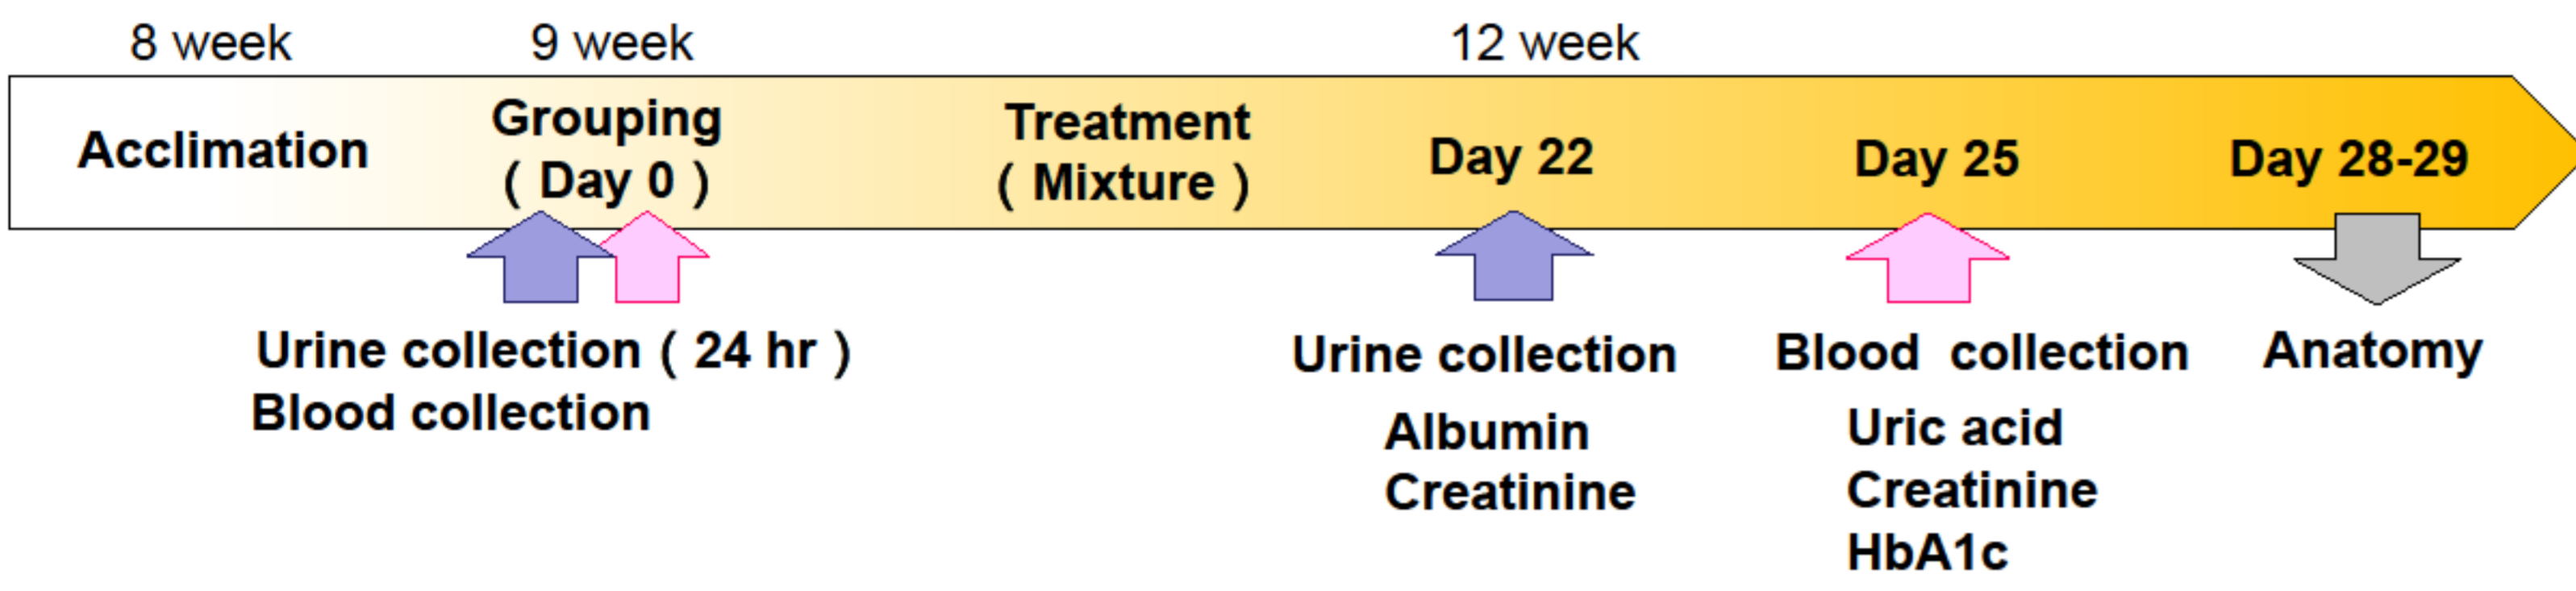 8 week
9 week
12 week
Acclimation
Grouping
( Day 0 )
Treatment
( Mixture )
Day 22
Day 25
Day 28-29
Urine collection ( 24 hr )
Blood collection
Urine collection
Albumin
Creatinine
Blood collection
Uric acid
Creatinine
HbA1c
Anatomy